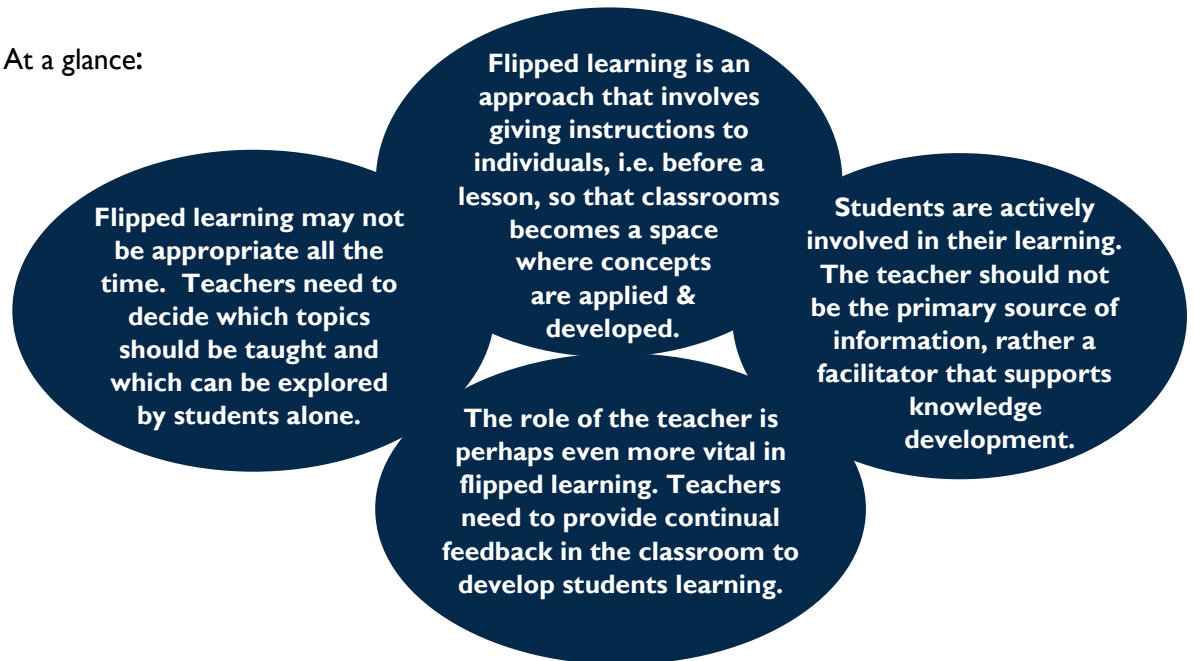 At a glance:
Flipped learning is an
approach that involves
giving instructions to
individuals, i.e. before a
lesson, so that classrooms
becomes a space
where concepts
are applied &
developed.
Flipped learning may not
be appropriate all the
time. Teachers need to
decide which topics
should be taught and
which can be explored
by students alone.
Students are actively
involved in their learning.
The teacher should not
be the primary source of
information, rather a
facilitator that supports
knowledge
development.
The role of the teacher is
perhaps even more vital in
flipped learning. Teachers
need to provide continual
feedback in the classroom to
develop students learning.